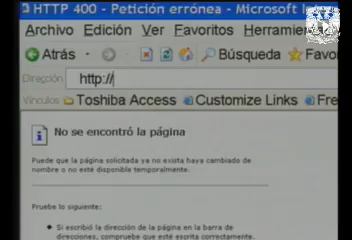 HTTP 400 - Petición errónea - Microsoft I
Archivo Edición Ver Favoritos Herramien
Atrás Búsqueda Favo
Dirección http://
Vínculos Toshiba Access Customize Links Fre
No se encontró la página
Puede que la página solicitada ya no exista haya cambiado de
nombre o no esté disponible temporalmente.
Pruebe lo siguiente:
Si escribió la dirección de la página en la barra de
direcciones, compruebe que esté escrita correctamente.